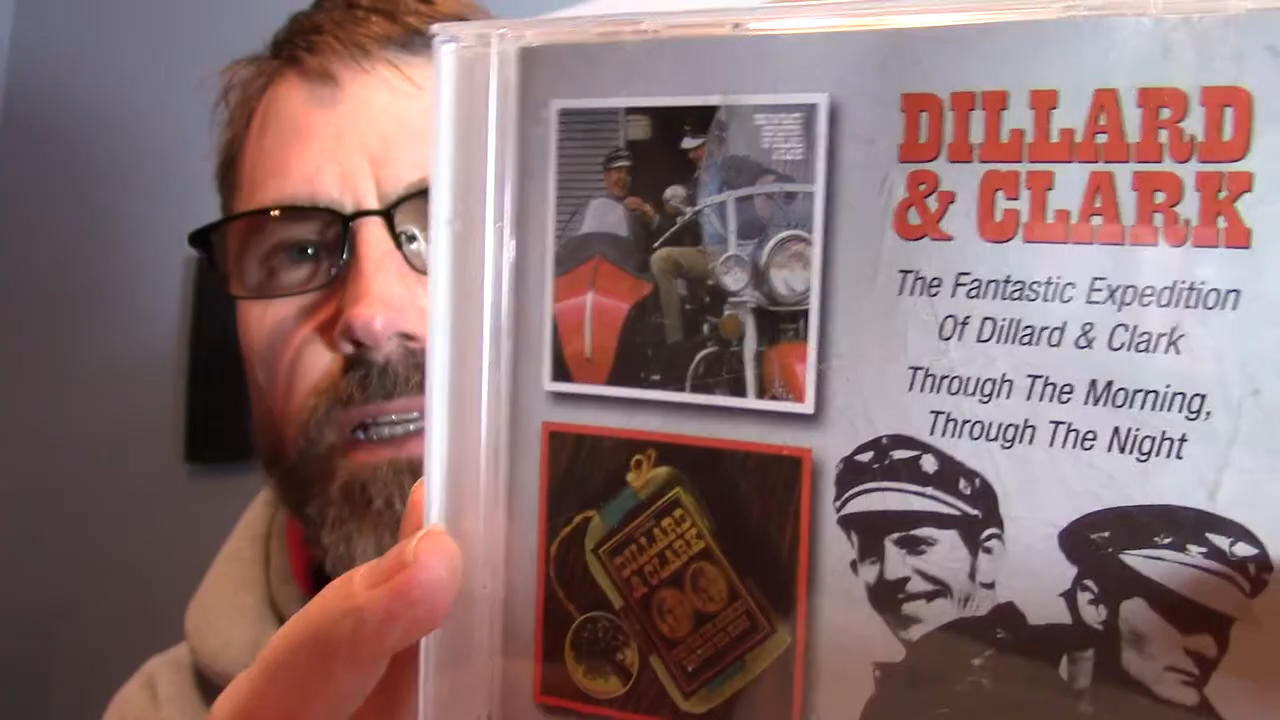 DILLARD
& CLARK
The Fantastic Expedition
Of Dillard & Clark
Through The Morning,
Through The Night
DILLARD
& CLARK